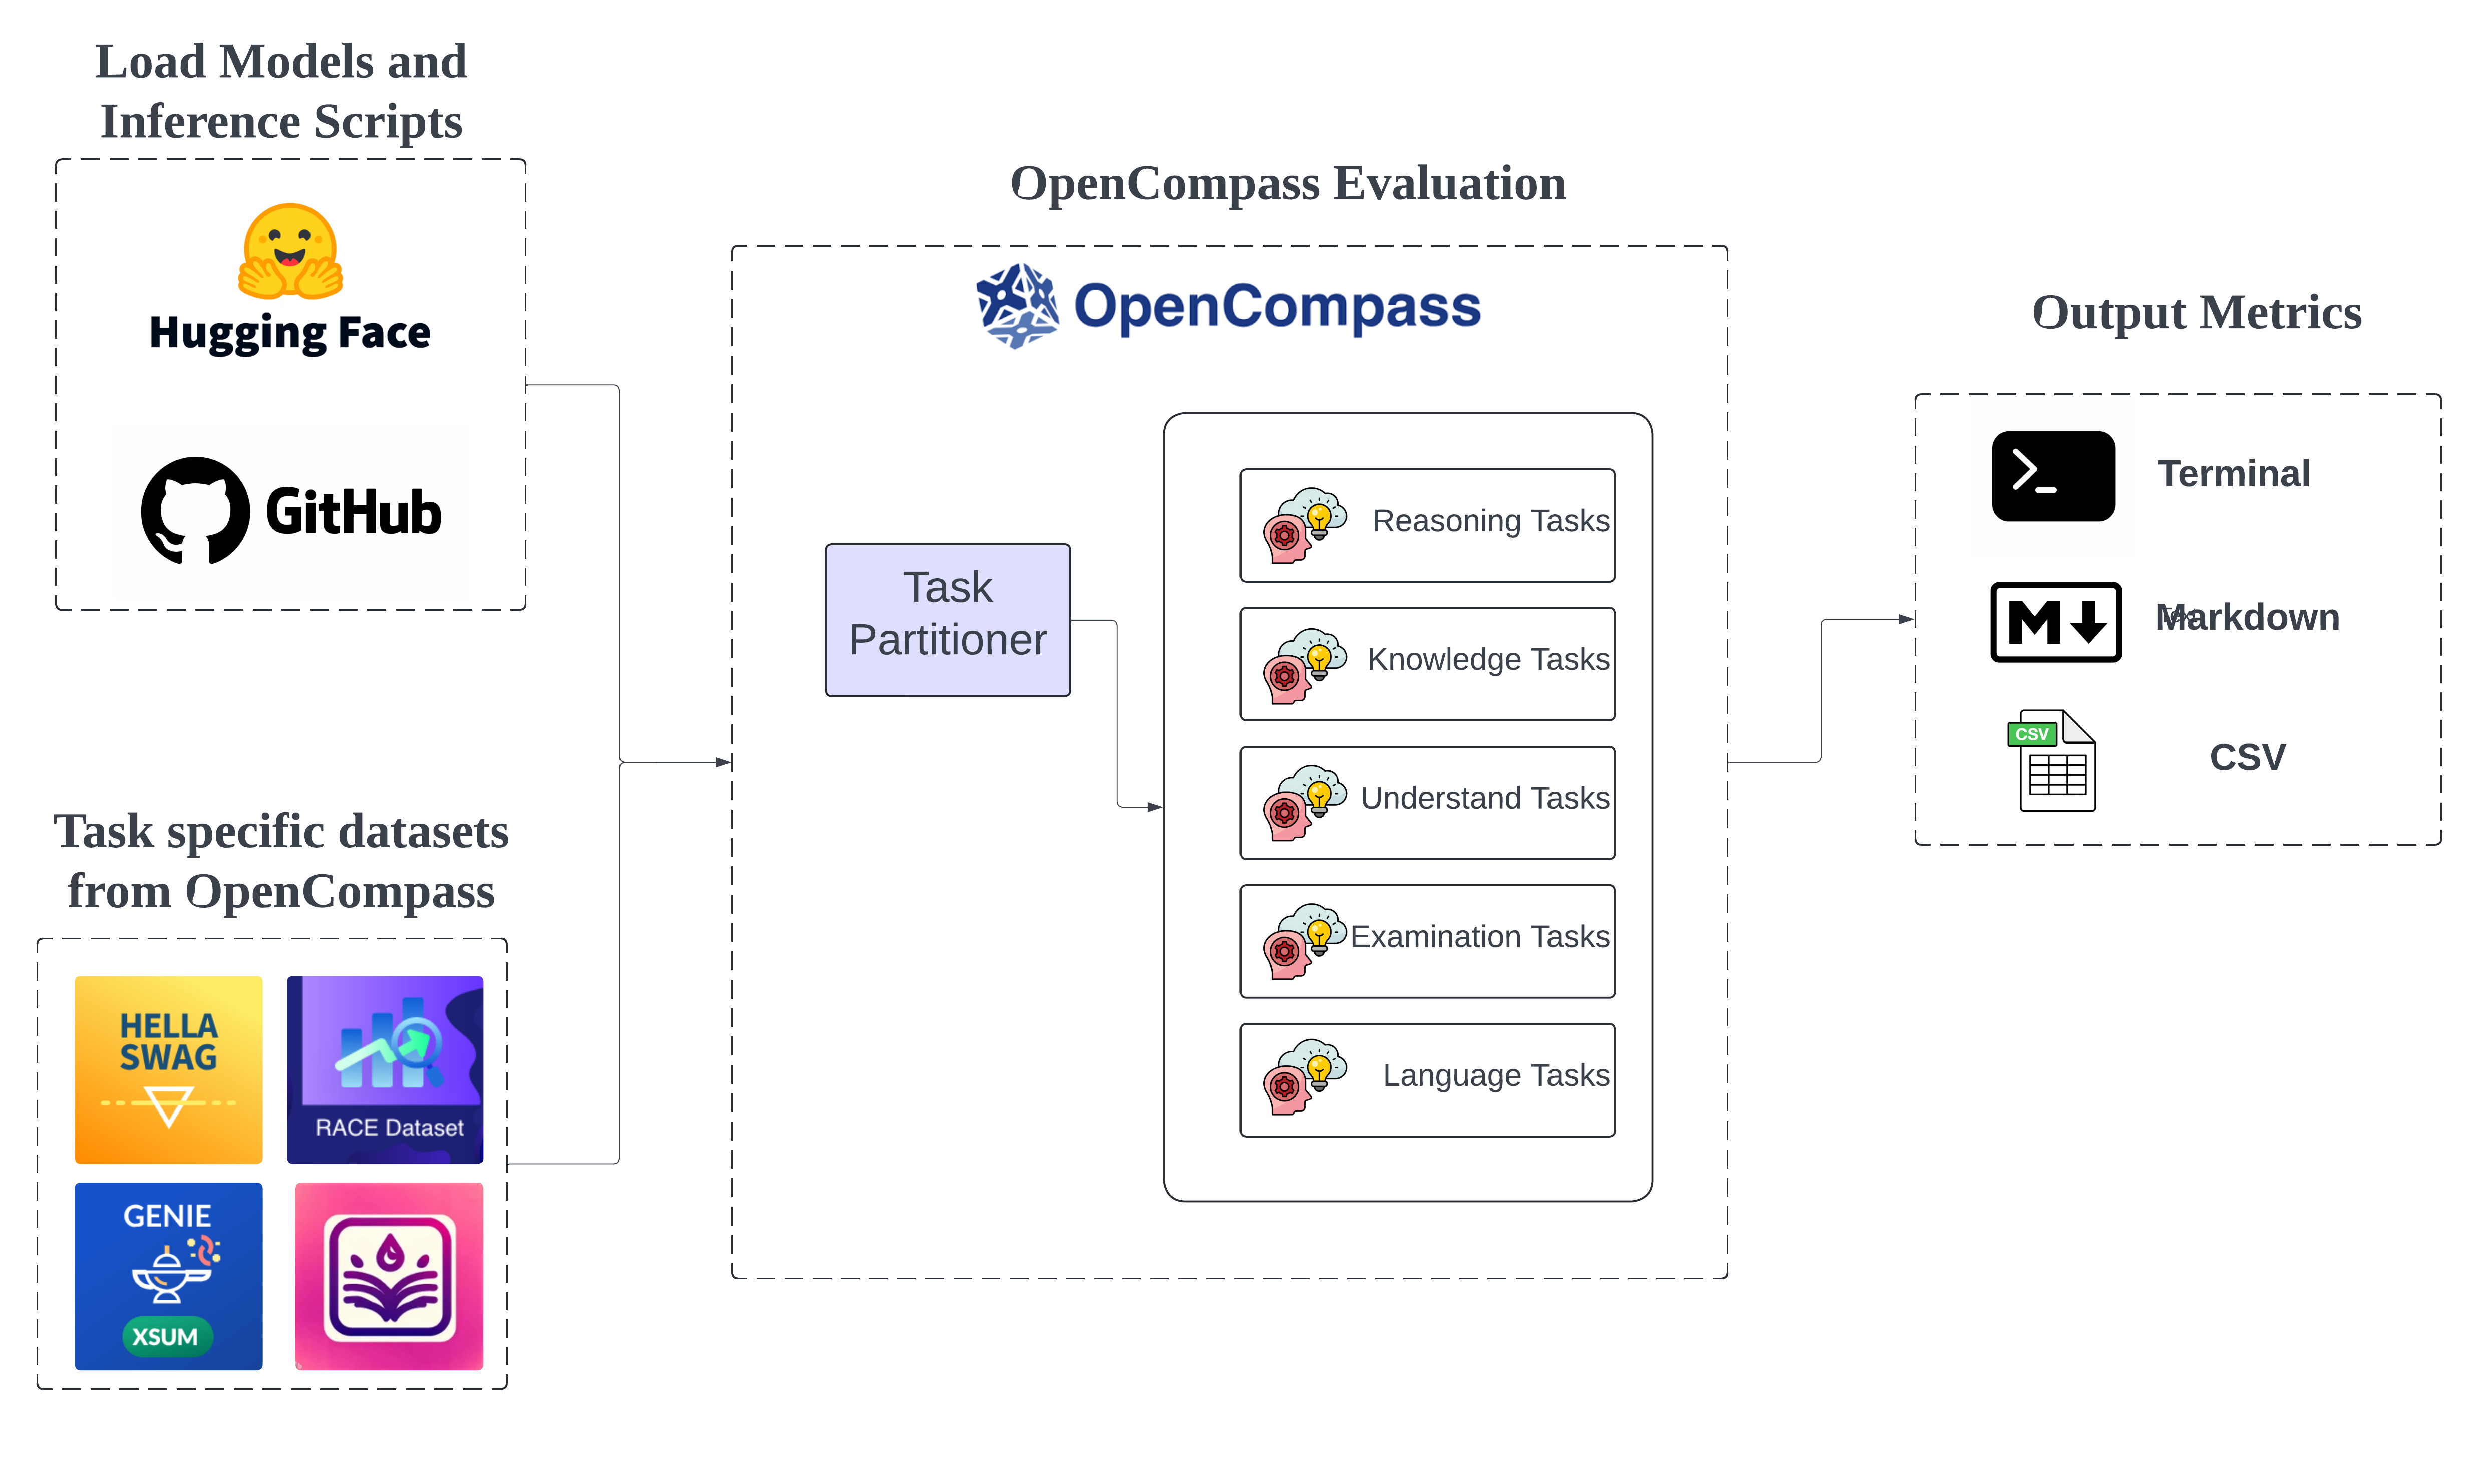 Load Models and
Inference Scripts
Hugging Face
GitHub
Task specific datasets
from OpenCompass
HELLA
SWAG
RACE Dataset
GENIE
XSUM
OpenCompass Evaluation
OpenCompass
Task
Partitioner
Reasoning Tasks
Knowledge Tasks
Understand Tasks
Examination Tasks
Language Tasks
Output Metrics
>_
Terminal
M
Text
Markdown
CSV
CSV